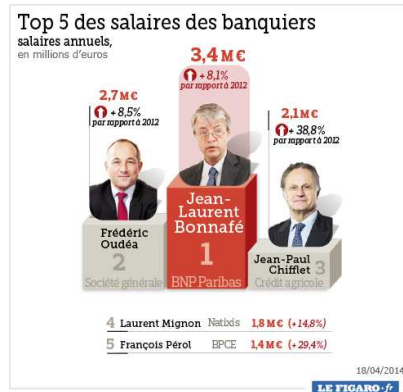 Top 5 des salaires des banquiers
salaires annuels,
en millions d'euros
3,4 M€
+8,1%
par rapport à 2012
2,7 M€
+8,5%
par rapport à 2012
2,1 M€
+38,8%
par rapport à 2012
Jean-
Laurent
Bonnafé
1
BNP Paribas
Frédéric
Oudéa
2
Société générale
Jean-Paul
Chifflet 3
Crédit agricole
4 Laurent Mignon Natixis 1,8 M€ (+14,8%)
5 François Pérol BPCE 1,4 M€ (+29,4%)
18/04/2014
LE FIGARO·fr